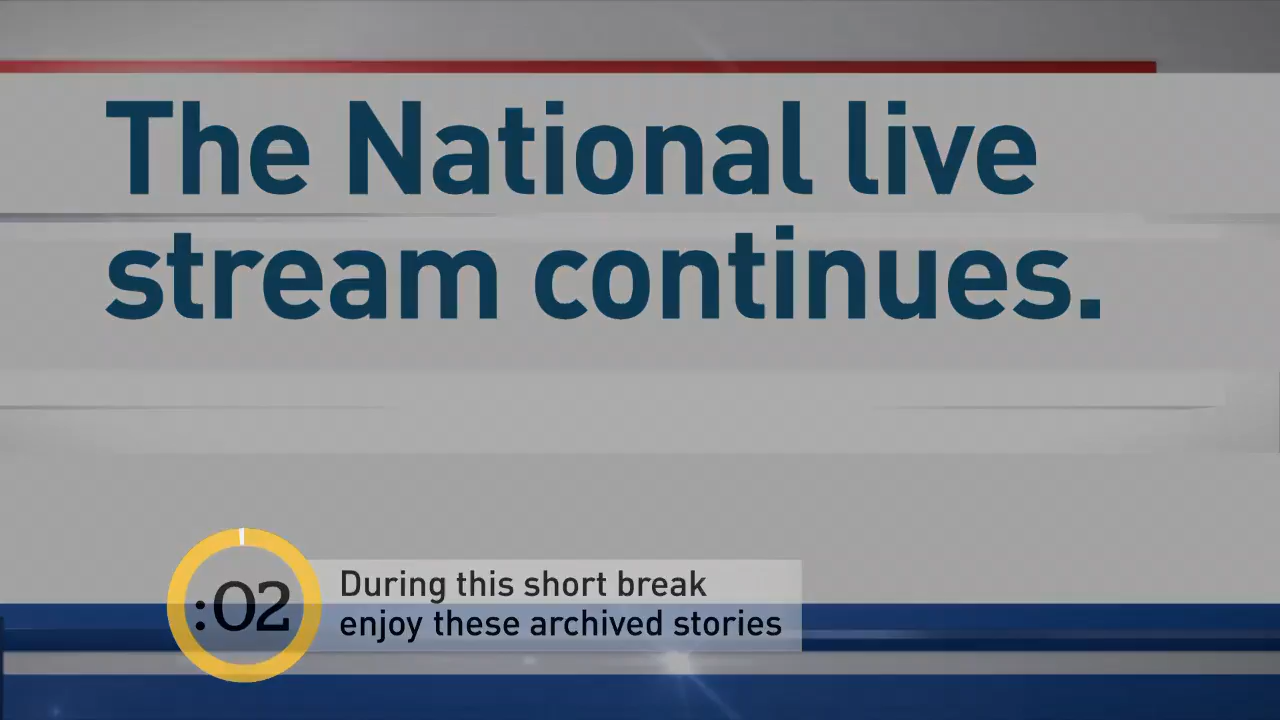 The National live
stream continues.
:02
During this short break
enjoy these archived stories